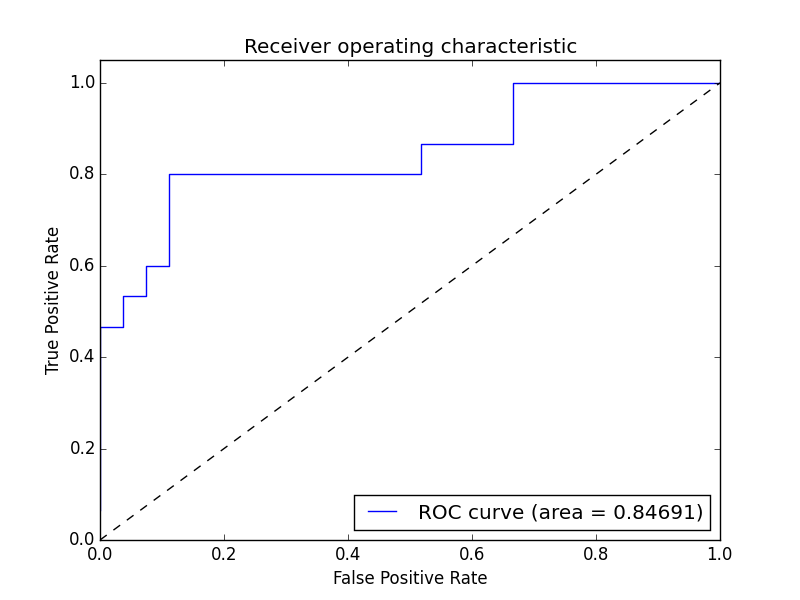 Receiver operating characteristic
1.0
0.8
0.6
0.4
0.2
0.0
True Positive Rate
ROC curve (area = 0.84691)
0.0 0.2 0.4 0.6 0.8 1.0
False Positive Rate